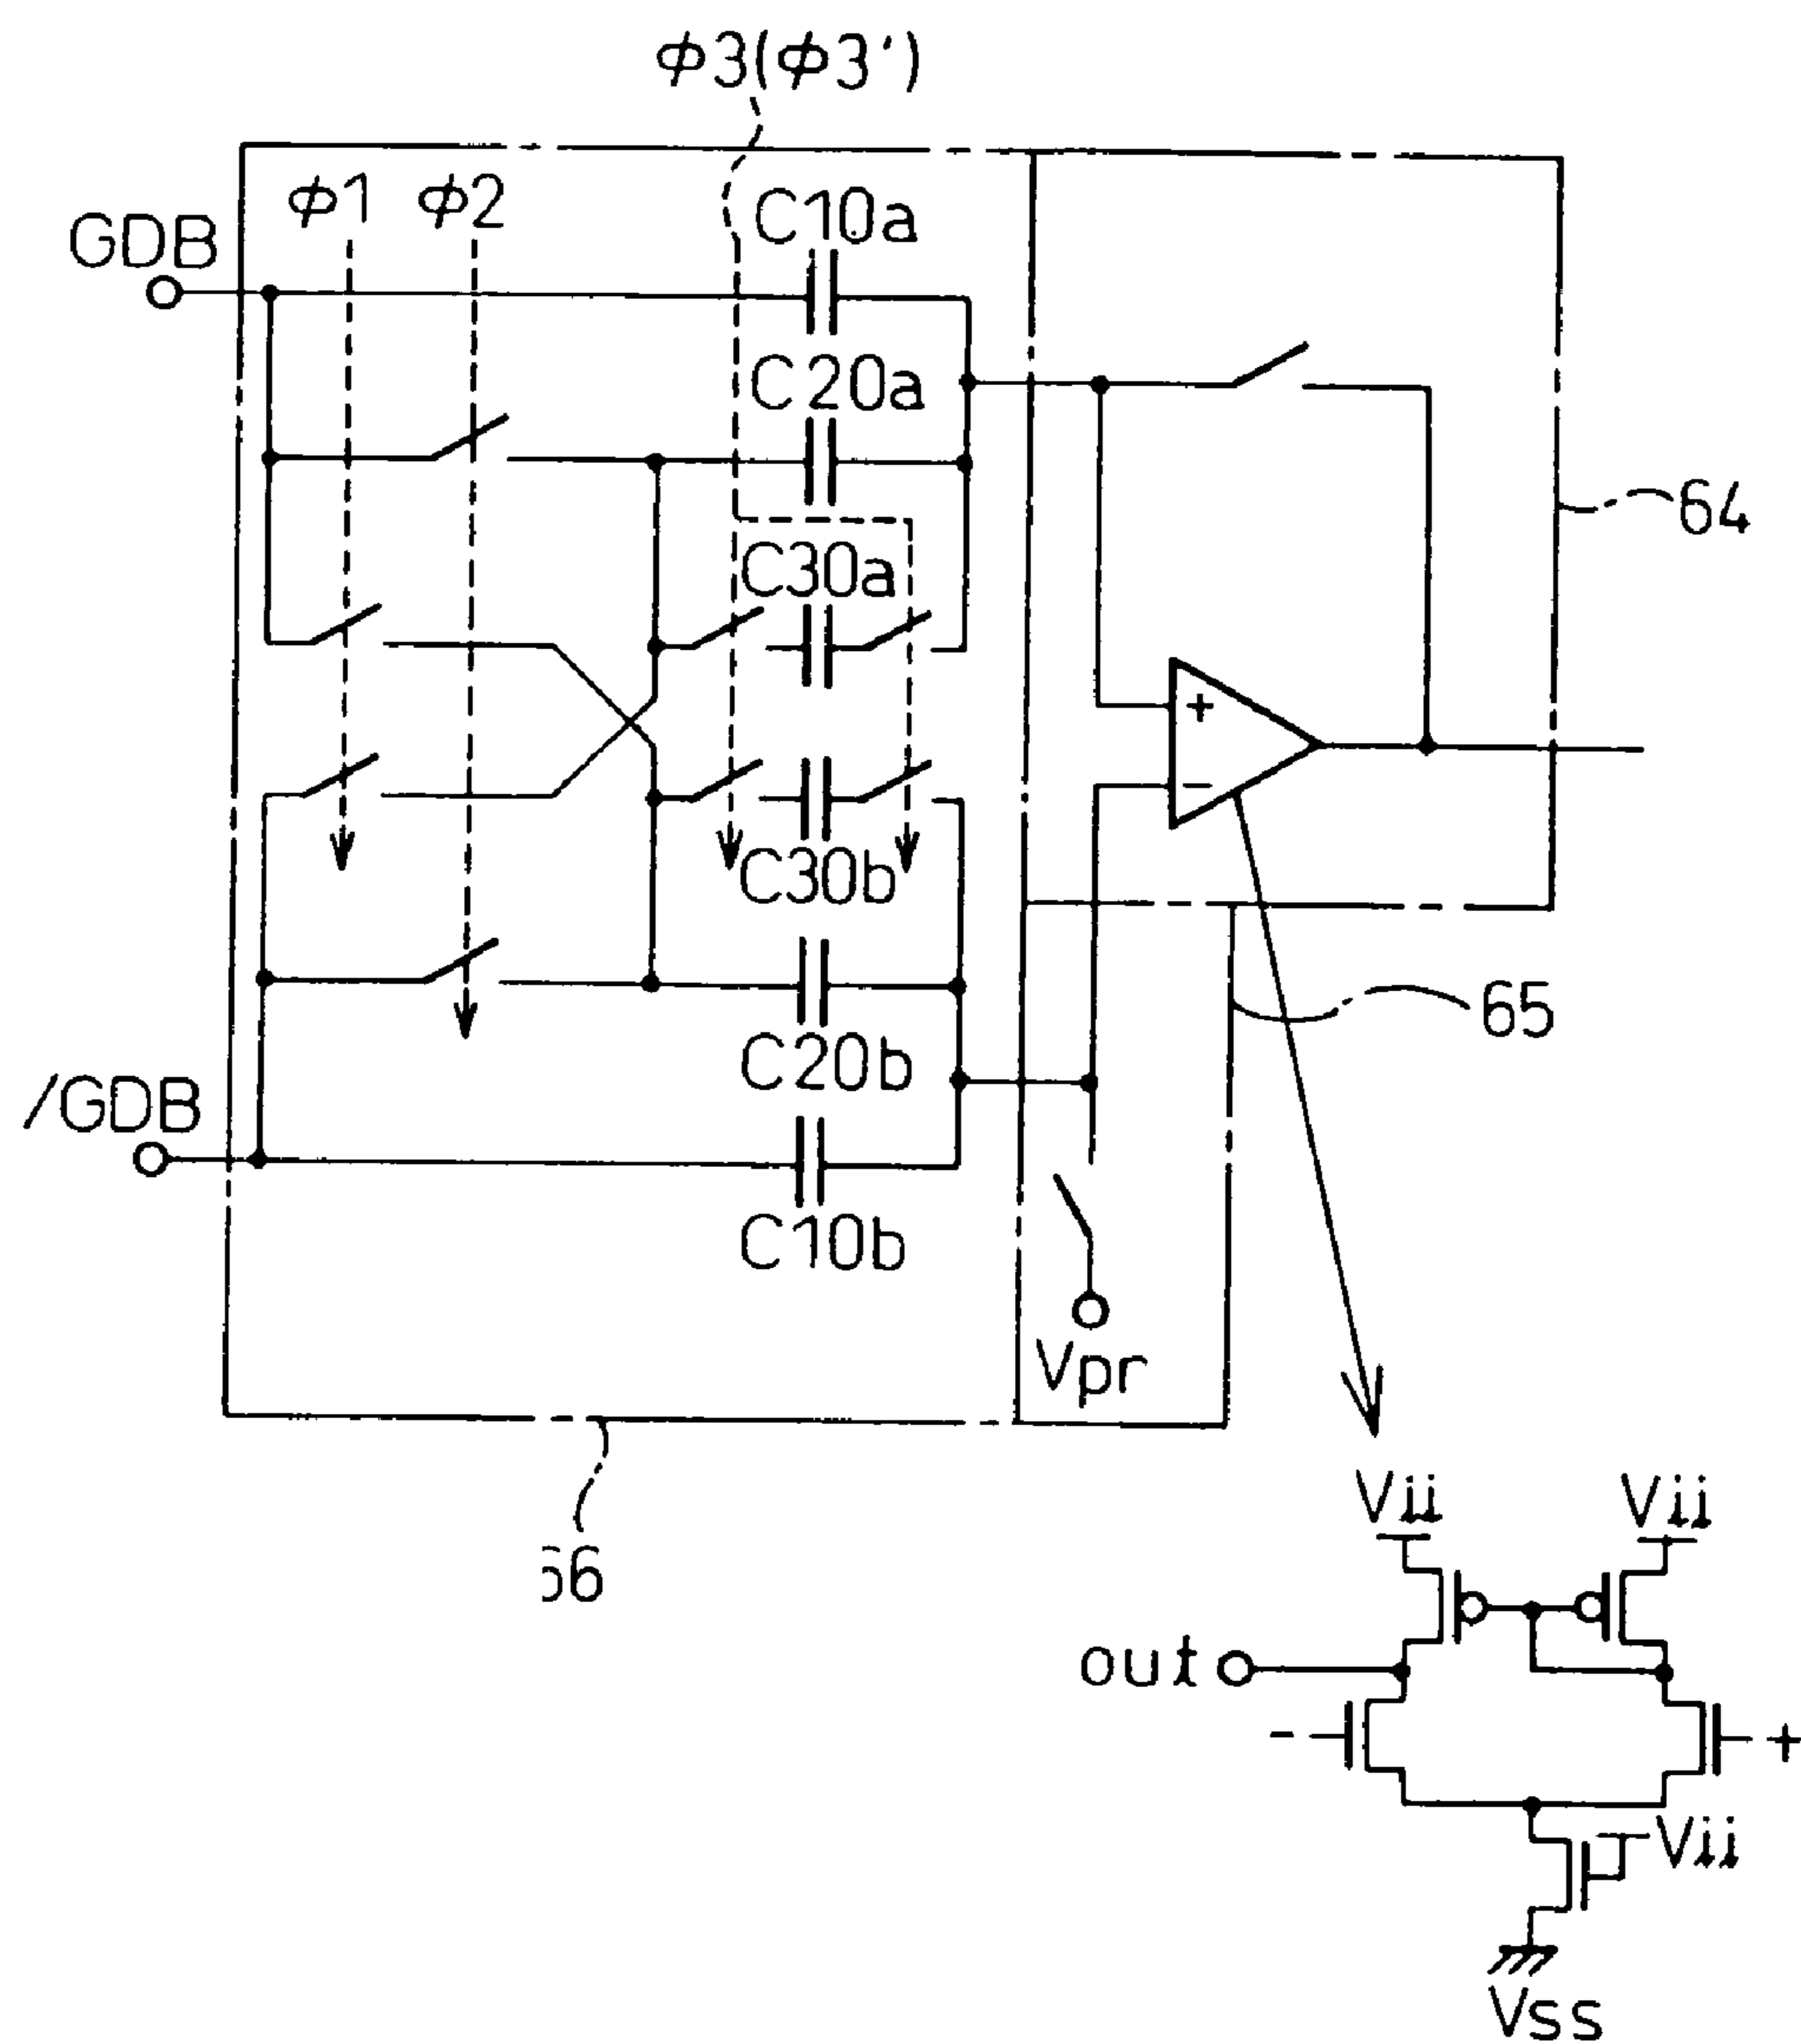 φ3(φ3')
φ1
φ2
GDB
C10a
C20a
C30a
64
+
−
C30b
65
C20b
/GDB
C10b
Vpr
66
Vii
Vii
out
-
+
Vii
Vss